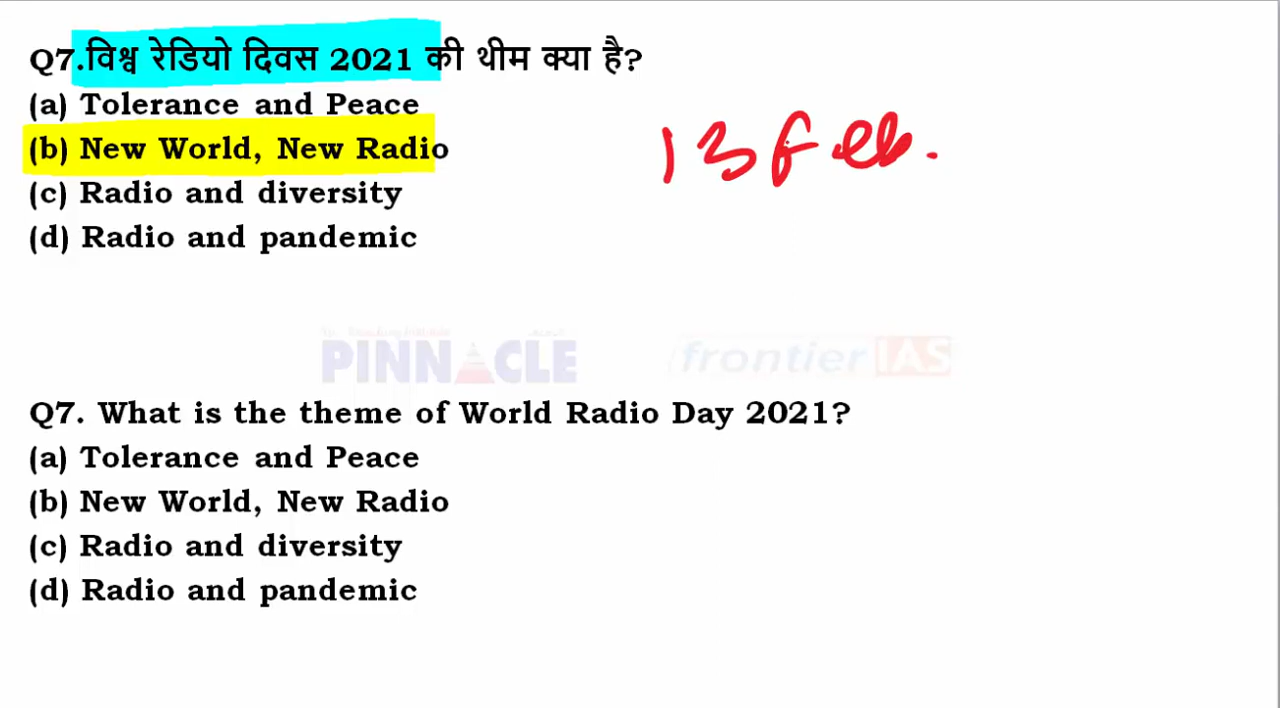 Q7.विश्व रेडियो दिवस 2021 की थीम क्या है?
(a) Tolerance and Peace
(b) New World, New Radio
(c) Radio and diversity
(d) Radio and pandemic
13 Feb.
PINNACLE
frontier IAS
Q7. What is the theme of World Radio Day 2021?
(a) Tolerance and Peace
(b) New World, New Radio
(c) Radio and diversity
(d) Radio and pandemic